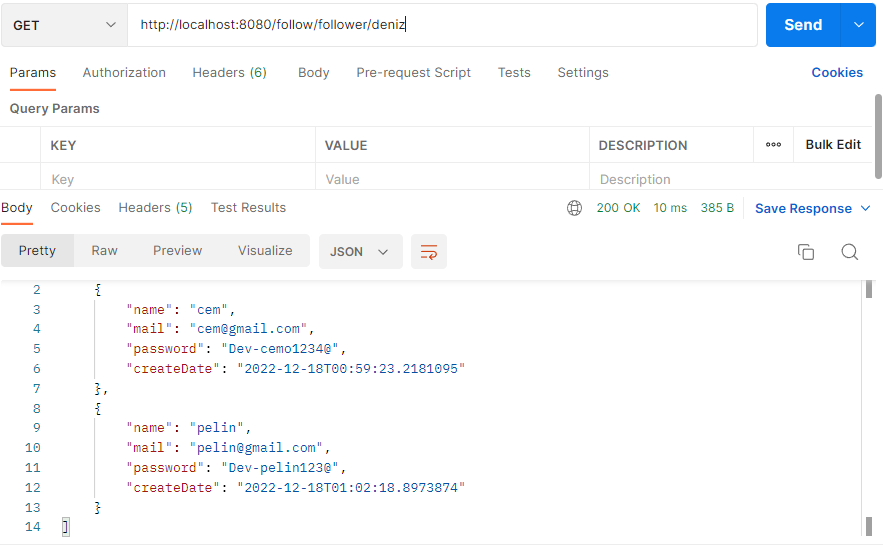 GET http://localhost:8080/follow/follower/deniz Send
Params Authorization Headers (6) Body Pre-request Script Tests Settings Cookies
Query Params
KEY VALUE DESCRIPTION ooo Bulk Edit
Key Value Description
Body Cookies Headers (5) Test Results 200 OK 10 ms 385 B Save Response
Pretty Raw Preview Visualize JSON
2 {
3 "name": "cem",
4 "mail": "cem@gmail.com",
5 "password": "Dev-cemo1234@",
6 "createDate": "2022-12-18T00:59:23.2181095"
7 },
8 {
9 "name": "pelin",
10 "mail": "pelin@gmail.com",
11 "password": "Dev-pelin123@",
12 "createDate": "2022-12-18T01:02:18.8973874"
13 }
14 ]